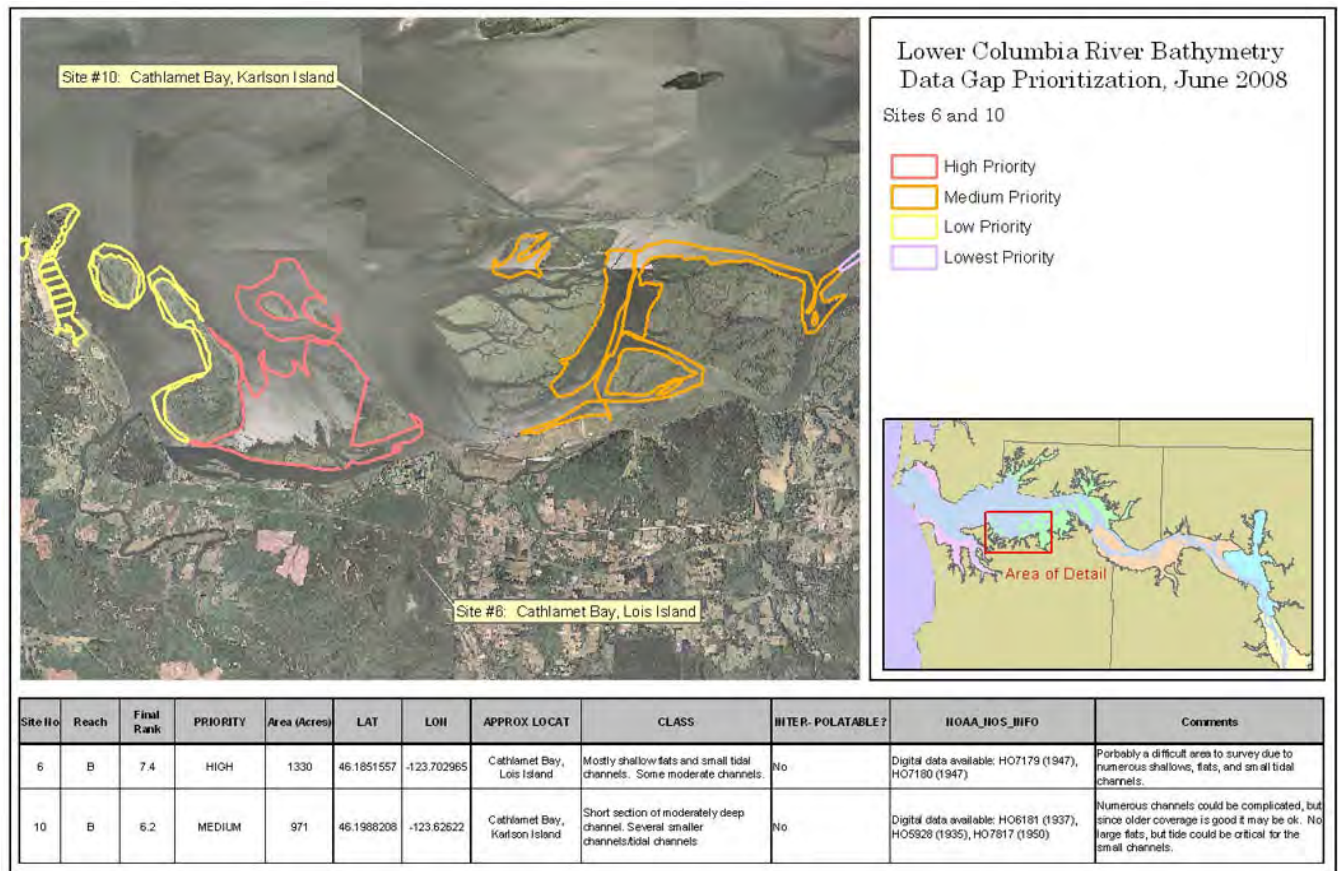 Site #10: Cathlamet Bay, Karlson Island
Site #6: Cathlamet Bay, Lois Island
Lower Columbia River Bathymetry
Data Gap Prioritization, June 2008
Sites 6 and 10
High Priority
Medium Priority
Low Priority
Lowest Priority
Area of Detail
Site No Reach Final Rank PRIORITY Area (Acres) LAT LON APPROX LOCAT CLASS INTER- POLATABLE? NOAA_NOS_INFO Comments
6 B 7.4 HIGH 1330 46.1851557 -123.702965
Cathlamet Bay,
Lois Island
Mostly shallow flats and small tidal
channels. Some moderate channels.
No
Digital data available: HO7179 (1947),
HO7180 (1947)
Porbably a difficult area to survey due to
numerous shallows, flats, and small tidal
channels.
10 B 6.2 MEDIUM 971 46.1988208 -123.62622
Cathlamet Bay,
Karlson Island
Short section of moderately deep
channel. Several smaller
channels/tidal channels
No
Digital data available: HO6181 (1937),
HO5928 (1935), HO7817 (1950)
Numerous channels could be complicated, but
since older coverage is good it may be ok. No
large flats, but tide could be critical for the
small channels.